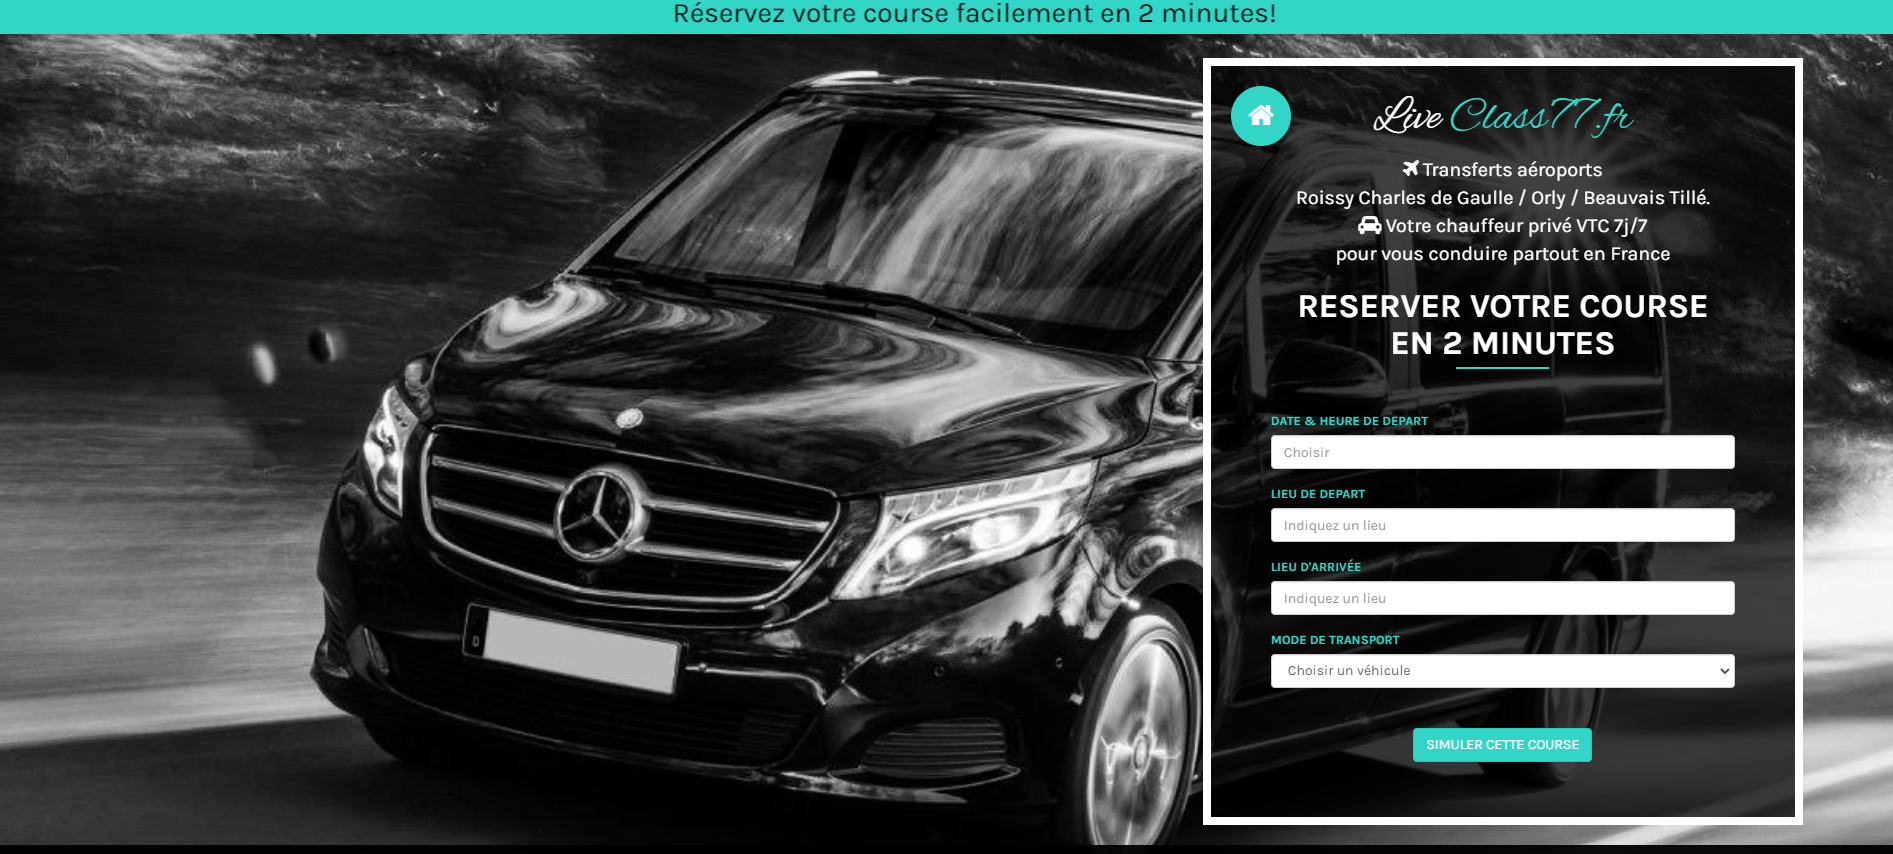 Réservez votre course facilement en 2 minutes!
Live Class77.fr
Transferts aéroports
Roissy Charles de Gaulle / Orly / Beauvais Tillé.
Votre chauffeur privé VTC 7j/7
pour vous conduire partout en France
RESERVER VOTRE COURSE
EN 2 MINUTES
DATE & HEURE DE DEPART
Choisir
LIEU DE DEPART
Indiquez un lieu
LIEU D'ARRIVÉE
Indiquez un lieu
MODE DE TRANSPORT
Choisir un véhicule
SIMULER CETTE COURSE